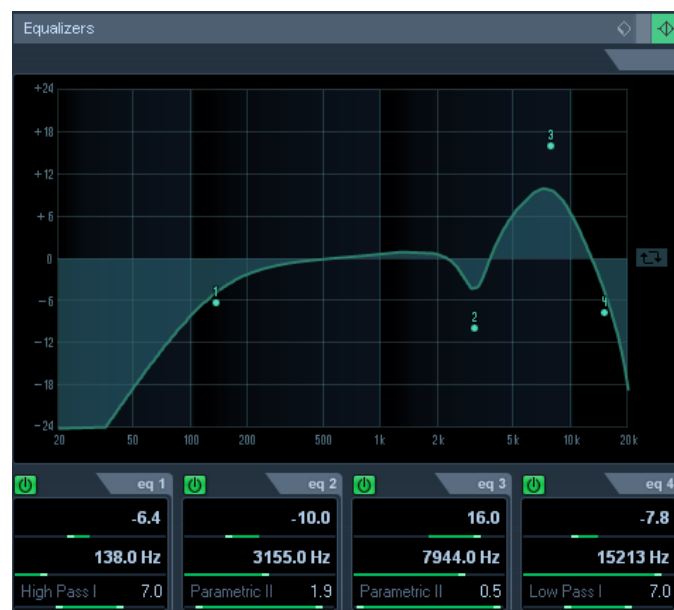 Equalizers
+24
+18
+12
+6
0
-6
-12
-18
-24
3
1
2
4
20 50 100 200 500 1k 2k 5k 10k 20k
eq 1 eq 2 eq 3 eq 4
-6.4 -10.0 16.0 -7.8
138.0 Hz 3155.0 Hz 7944.0 Hz 15213 Hz
High Pass I 7.0 Parametric II 1.9 Parametric II 0.5 Low Pass I 7.0